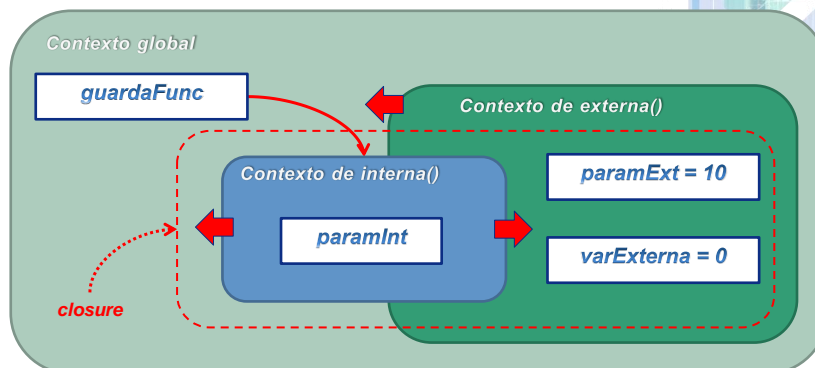 Contexto global
guardaFunc
Contexto de externa()
Contexto de interna()
paramExt = 10
paramInt
varExterna = 0
closure